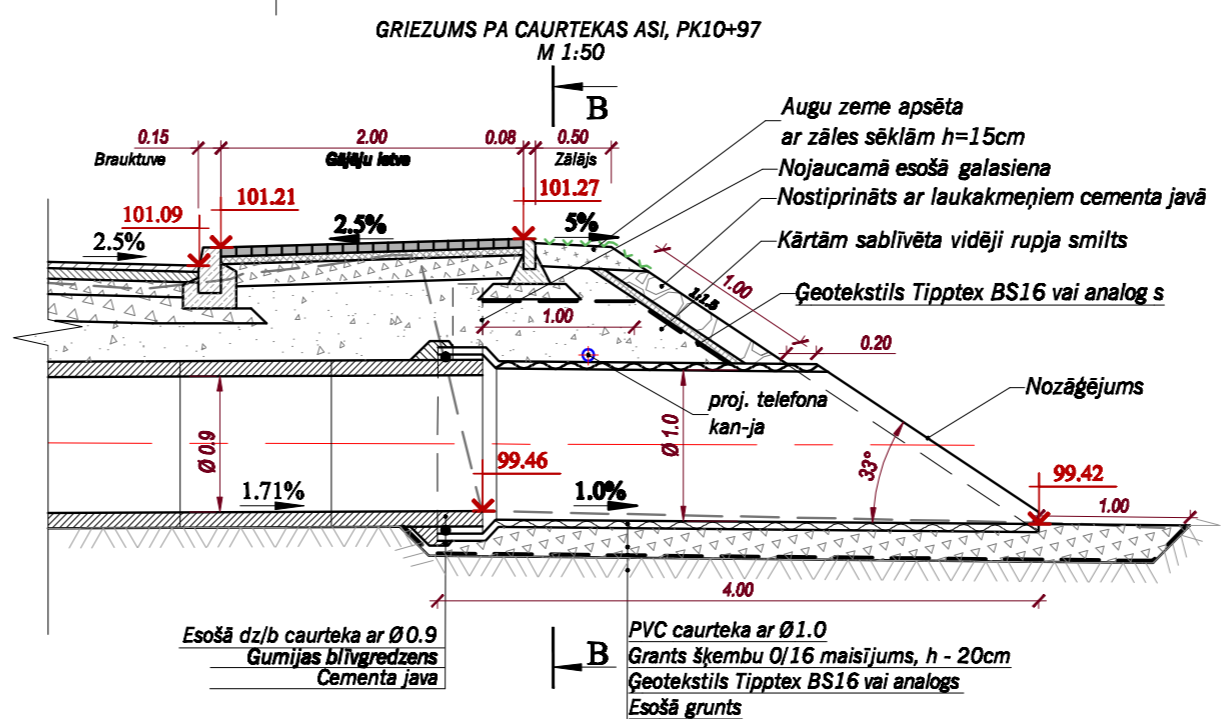 GRIEZUMS PA CAURTEKAS ASI, PK10+97
M 1:50
B
0.15
2.00
0.08
0.50
Brauktuve
Zālājs
Augu zeme apsēta
ar zāles sēklām h=15cm
Nojaucamā esošā galasiena
Nostiprināts ar laukakmeņiem cementa javā
Kārtām sablīvēta vidēji rupja smilts
Ģeotekstils Tipptex BS16 vai analog s
101.09
101.21
101.27
2.5%
2.5%
5%
1:1.5
1.00
1.00
0.20
proj. telefona
kan-ja
Nozāģējums
Ø 0.9
Ø 1.0
33°
99.46
99.42
1.71%
1.0%
1.00
4.00
Esošā dz/b caurteka ar Ø0.9
Gumijas blīvgredzens
Cementa java
B
PVC caurteka ar Ø1.0
Grants šķembu 0/16 maisījums, h - 20cm
Ģeotekstils Tipptex BS16 vai analogs
Esošā grunts